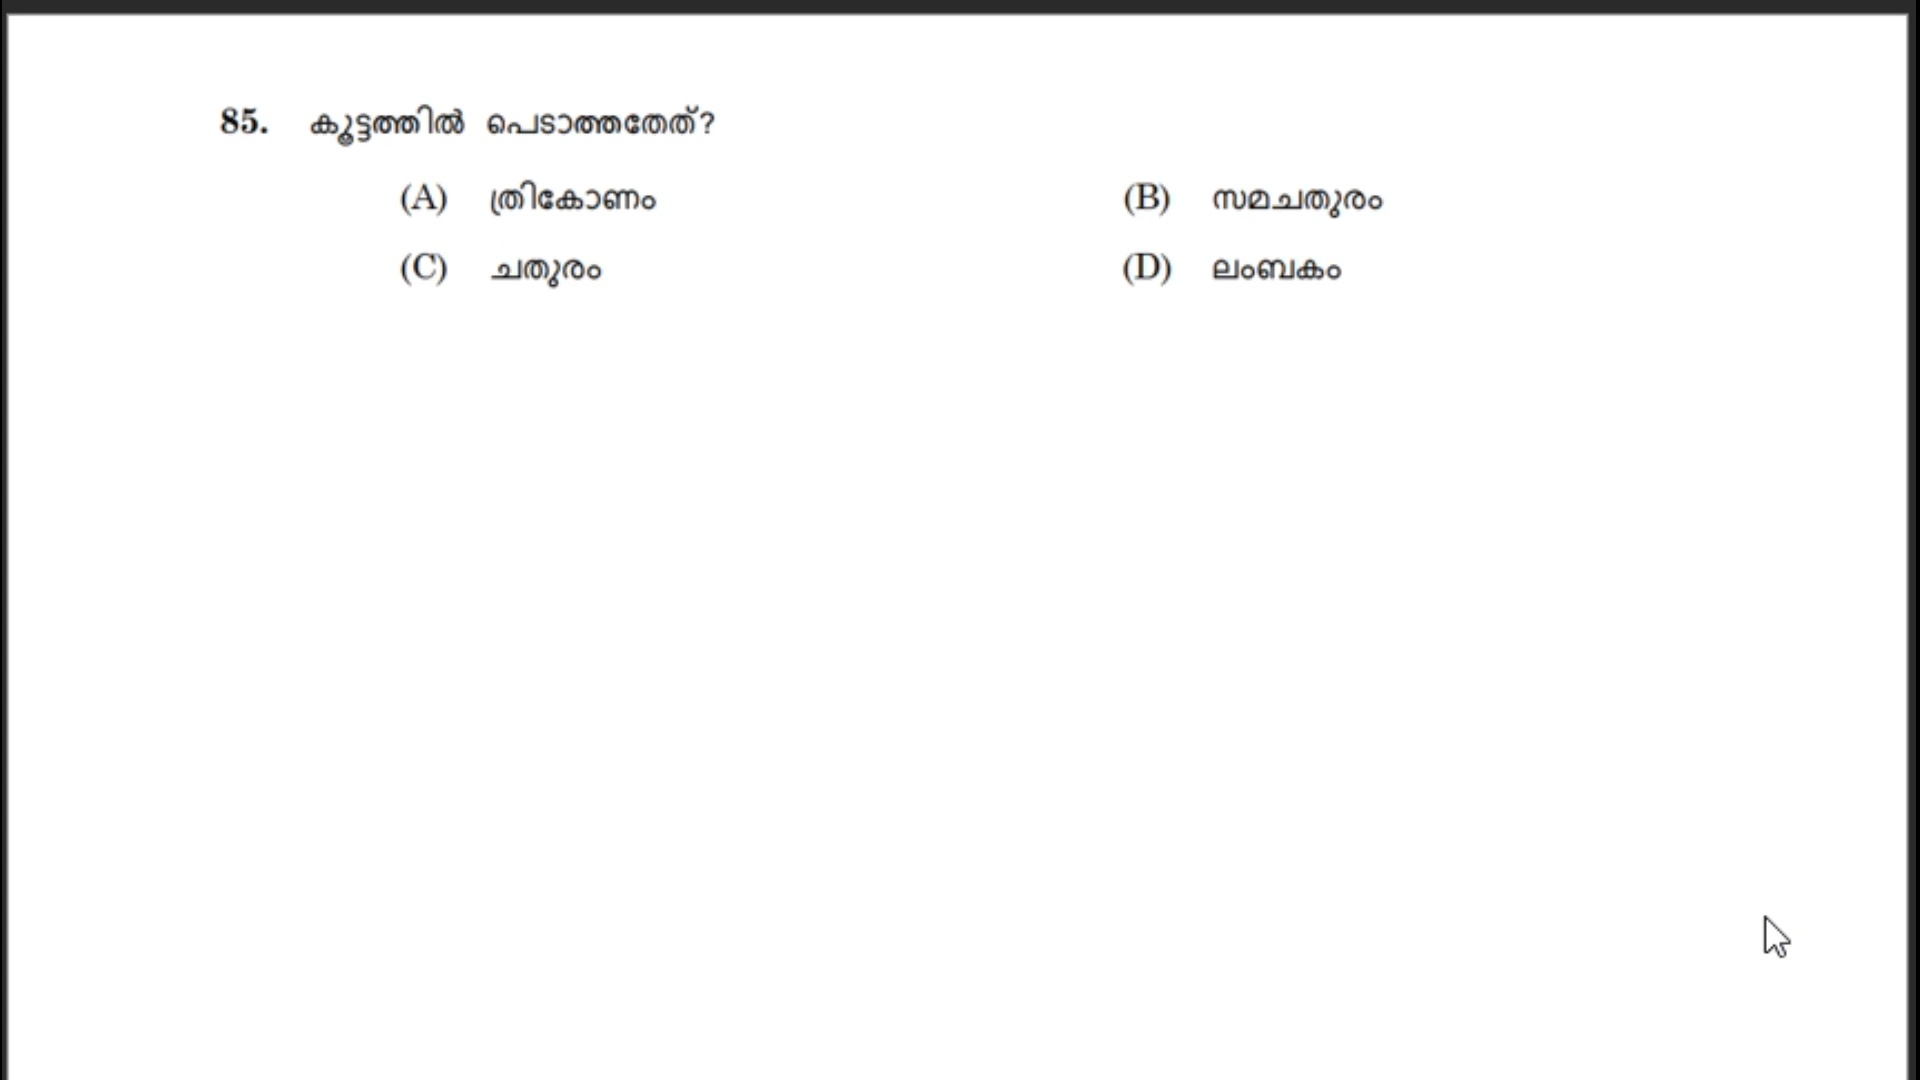 85. കൂട്ടത്തിൽ പെടാത്തതേത്?
(A) ത്രികോണം (B) സമചതുരം
(C) ചതുരം (D) ലംബകം